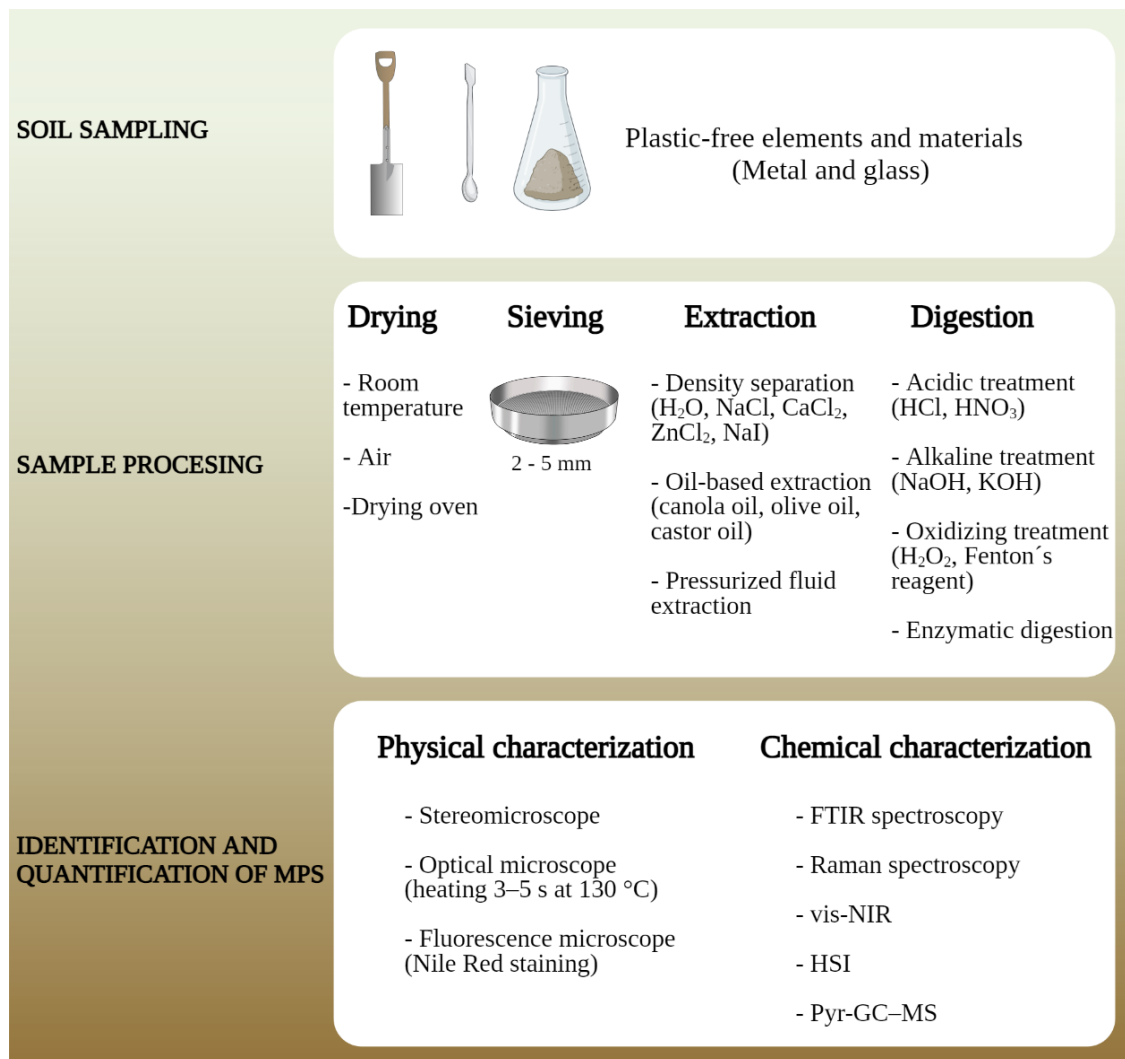 SOIL SAMPLING
Plastic-free elements and materials
(Metal and glass)
SAMPLE PROCESING
Drying
- Room
temperature
- Air
-Drying oven
Sieving
2 - 5 mm
Extraction
- Density separation
(H₂O, NaCl, CaCl₂,
ZnCl₂, NaI)
- Oil-based extraction
(canola oil, olive oil,
castor oil)
- Pressurized fluid
extraction
Digestion
- Acidic treatment
(HCl, HNO₃)
- Alkaline treatment
(NaOH, KOH)
- Oxidizing treatment
(H₂O₂, Fenton´s
reagent)
- Enzymatic digestion
IDENTIFICATION AND
QUANTIFICATION OF MPS
Physical characterization
- Stereomicroscope
- Optical microscope
(heating 3–5 s at 130 °C)
- Fluorescence microscope
(Nile Red staining)
Chemical characterization
- FTIR spectroscopy
- Raman spectroscopy
- vis-NIR
- HSI
- Pyr-GC–MS